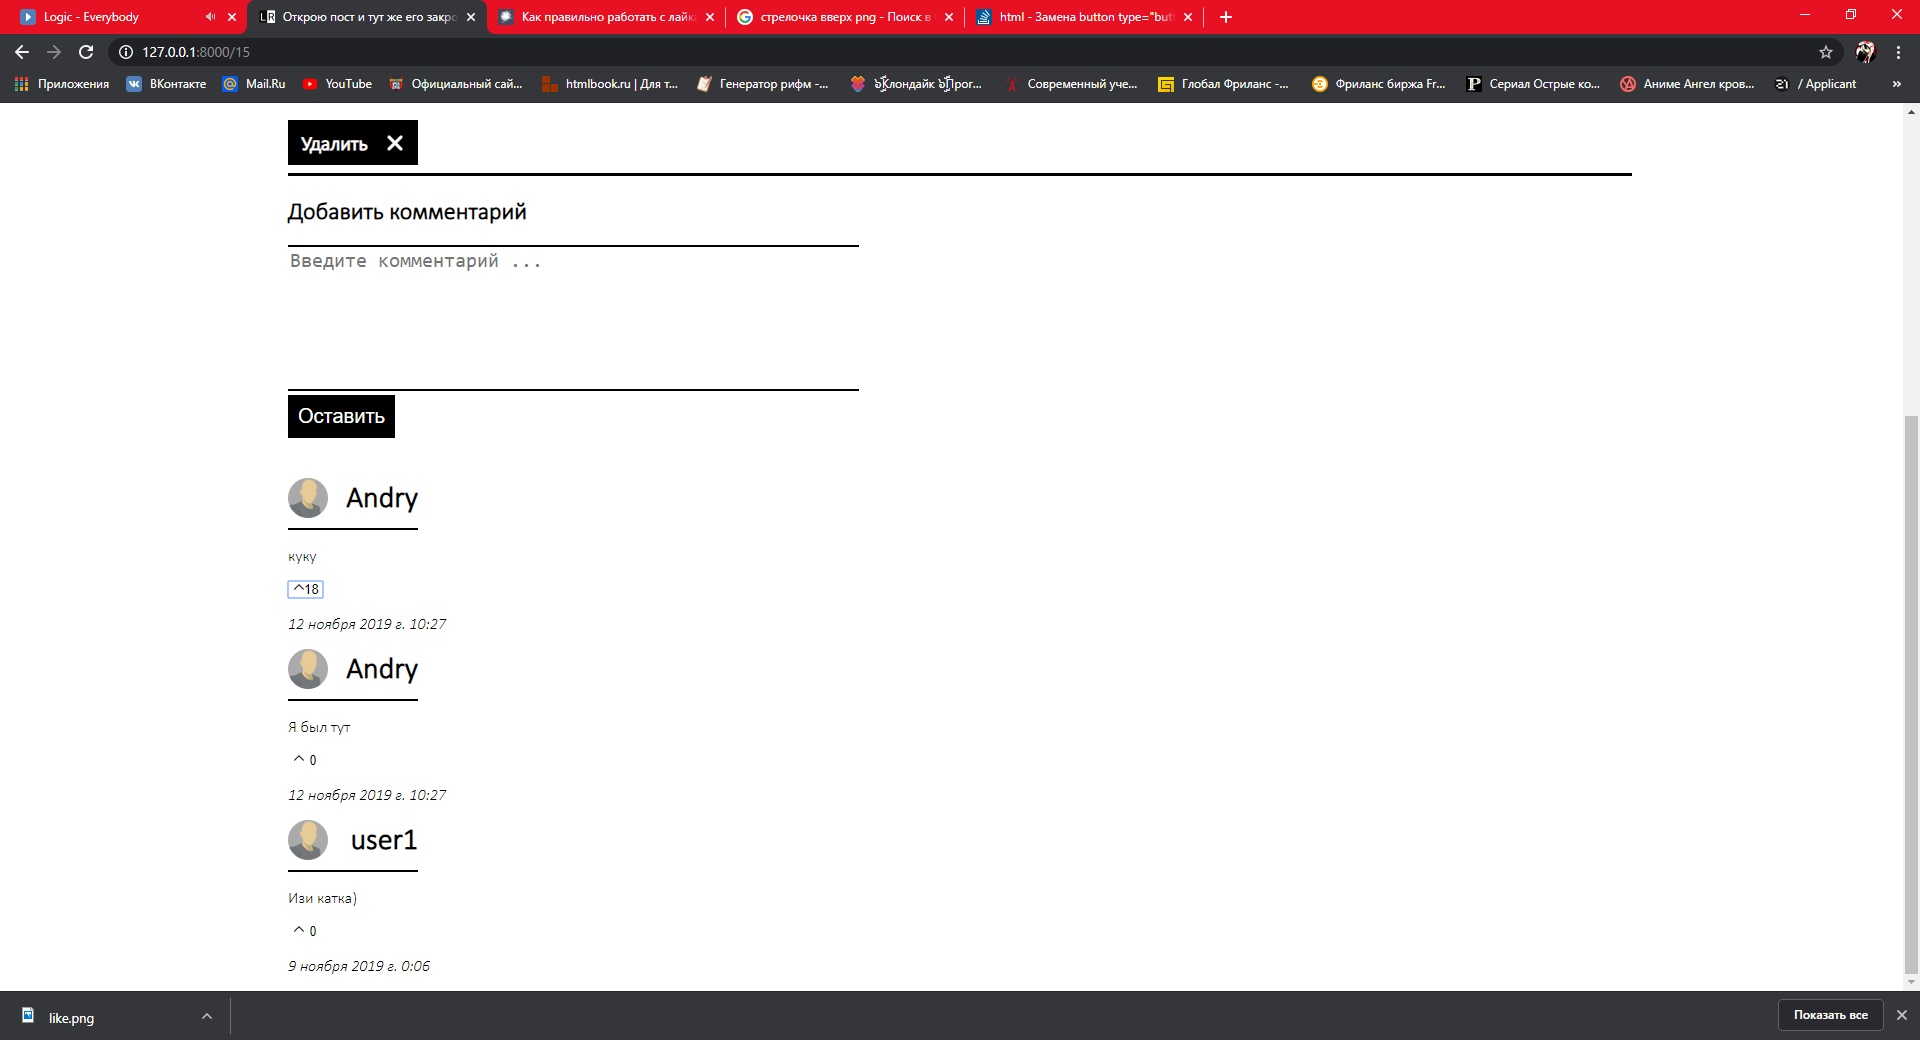 Logic - Everybody
Открою пост и тут же его закро
Как правильно работать с лайка
стрелочка вверх png - Поиск в
html - Замена button type="but
127.0.0.1:8000/15
Приложения
ВКонтакте
Mail.Ru
YouTube
Официальный сай...
htmlbook.ru | Для т...
Генератор рифм -...
Современный уче...
Глобал Фриланс -...
Фриланс биржа Fr...
Сериал Острые ко...
Аниме Ангел кров...
/ Applicant
»
Удалить
Добавить комментарий
Введите комментарий ...
Оставить
Andry
куку
^18
12 ноября 2019 г. 10:27
Andry
Я был тут
^ 0
12 ноября 2019 г. 10:27
user1
Изи катка)
^ 0
9 ноября 2019 г. 0:06
like.png
Показать все